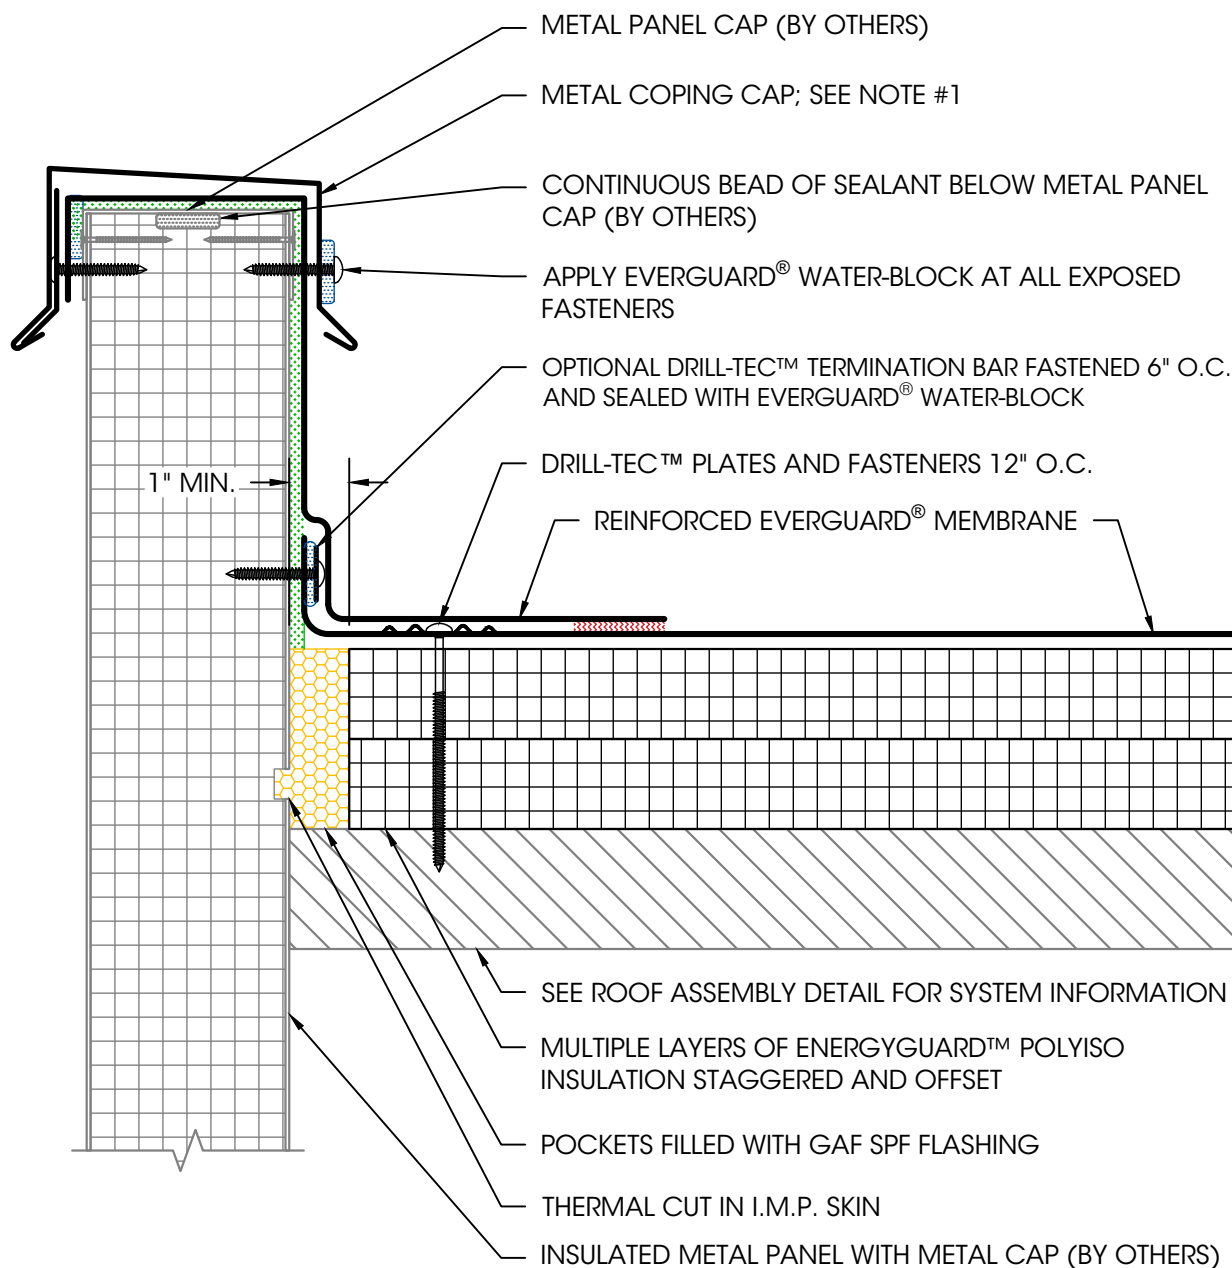 METAL PANEL CAP (BY OTHERS)
METAL COPING CAP; SEE NOTE #1
CONTINUOUS BEAD OF SEALANT BELOW METAL PANEL
CAP (BY OTHERS)
APPLY EVERGUARD® WATER-BLOCK AT ALL EXPOSED
FASTENERS
OPTIONAL DRILL-TEC™ TERMINATION BAR FASTENED 6" O.C.
AND SEALED WITH EVERGUARD® WATER-BLOCK
DRILL-TEC™ PLATES AND FASTENERS 12" O.C.
1" MIN.
REINFORCED EVERGUARD® MEMBRANE
SEE ROOF ASSEMBLY DETAIL FOR SYSTEM INFORMATION
MULTIPLE LAYERS OF ENERGYGUARD™ POLYISO
INSULATION STAGGERED AND OFFSET
POCKETS FILLED WITH GAF SPF FLASHING
THERMAL CUT IN I.M.P. SKIN
INSULATED METAL PANEL WITH METAL CAP (BY OTHERS)